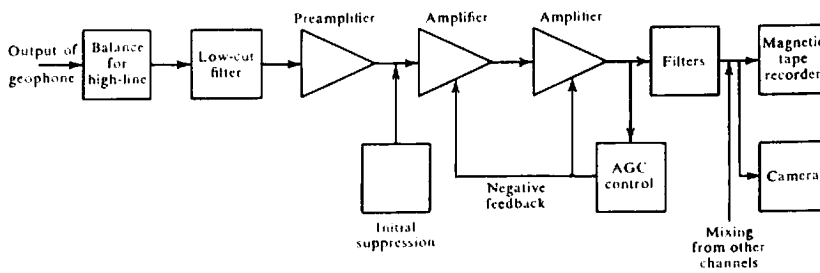 Preamplifier
Amplifier
Amplifier
Output of
geophone
Balance
for
high-line
Low-cut
filter
Filters
Magnetic
tape
recorder
AGC
control
Camera
Negative
feedback
Initial
suppression
Mixing
from other
channels